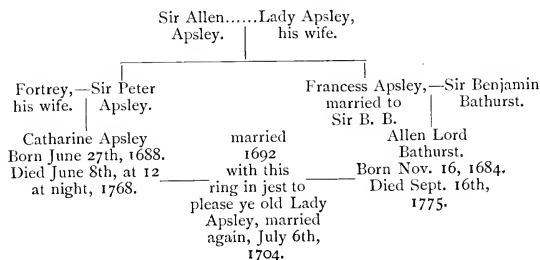 Sir Allen......Lady Apsley,
Apsley. his wife.
Fortrey,—Sir Peter
his wife. Apsley.
Francess Apsley,—Sir Benjamin
married to Bathurst.
Sir B. B.
Catharine Apsley
Born June 27th, 1688.
Died June 8th, at 12
at night, 1768.
married
1692
with this
ring in jest to
please ye old Lady
Apsley, married
again, July 6th,
1704.
Allen Lord
Bathurst.
Born Nov. 16, 1684.
Died Sept. 16th,
1775.